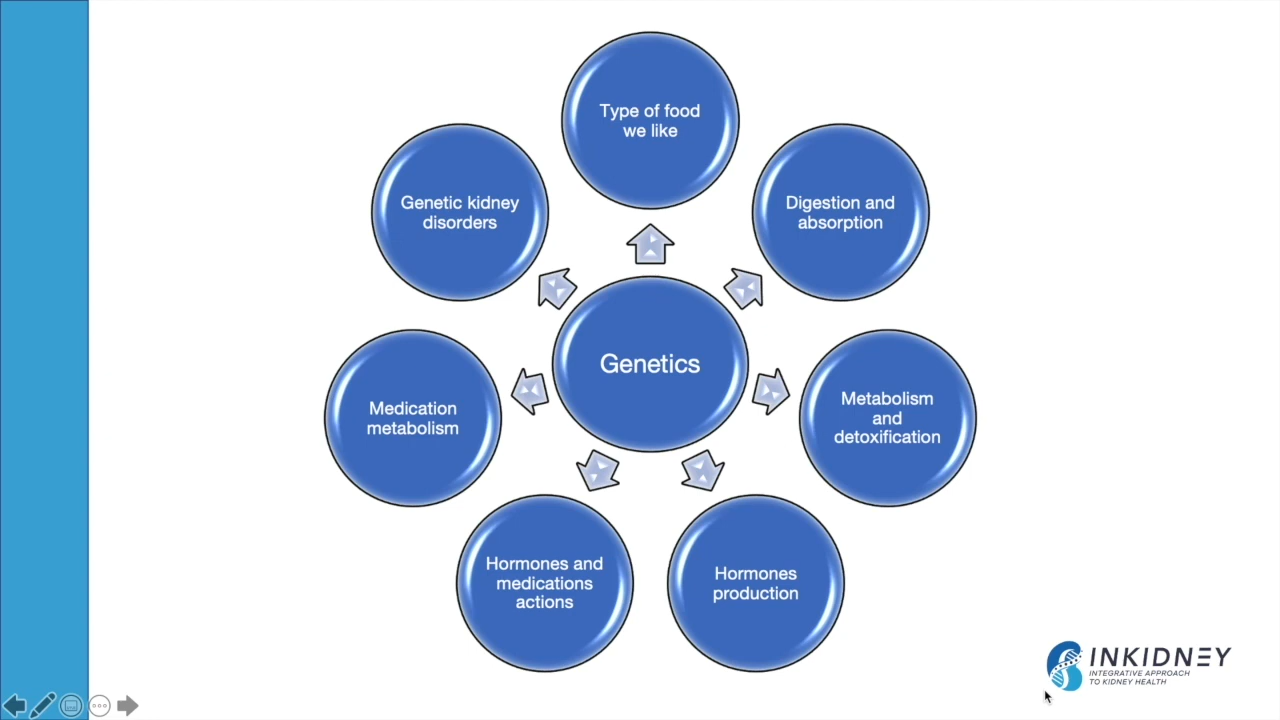 Type of food
we like
Digestion and
absorption
Metabolism
and
detoxification
Hormones
production
Hormones and
medications
actions
Medication
metabolism
Genetic kidney
disorders
Genetics
INKIDNEY
INTEGRATIVE APPROACH
TO KIDNEY HEALTH